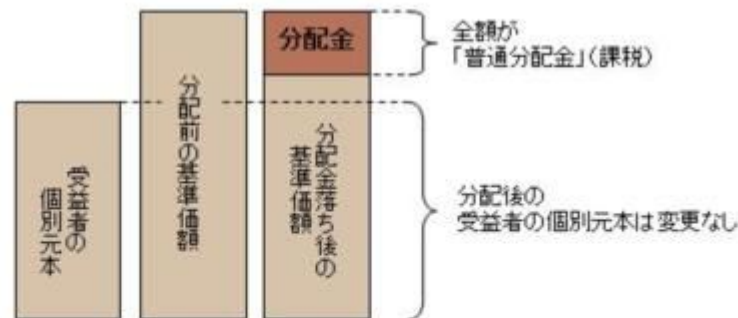 分配金
全額が
「普通分配金」(課税)
受益者の
個別元本
分配前の基準価額
分配金落ち後の
基準価額
分配後の
受益者の個別元本は変更なし